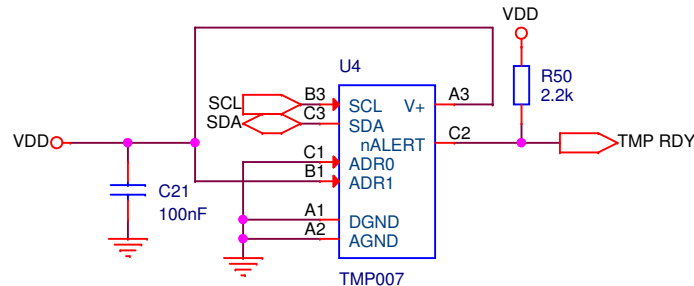 VDD
VDD
U4
R50
2.2k
SCL
B3
SCL
V+
A3
SDA
C3
SDA
nALERT
C2
TMP RDY
C1
ADR0
B1
ADR1
C21
100nF
A1
DGND
A2
AGND
TMP007